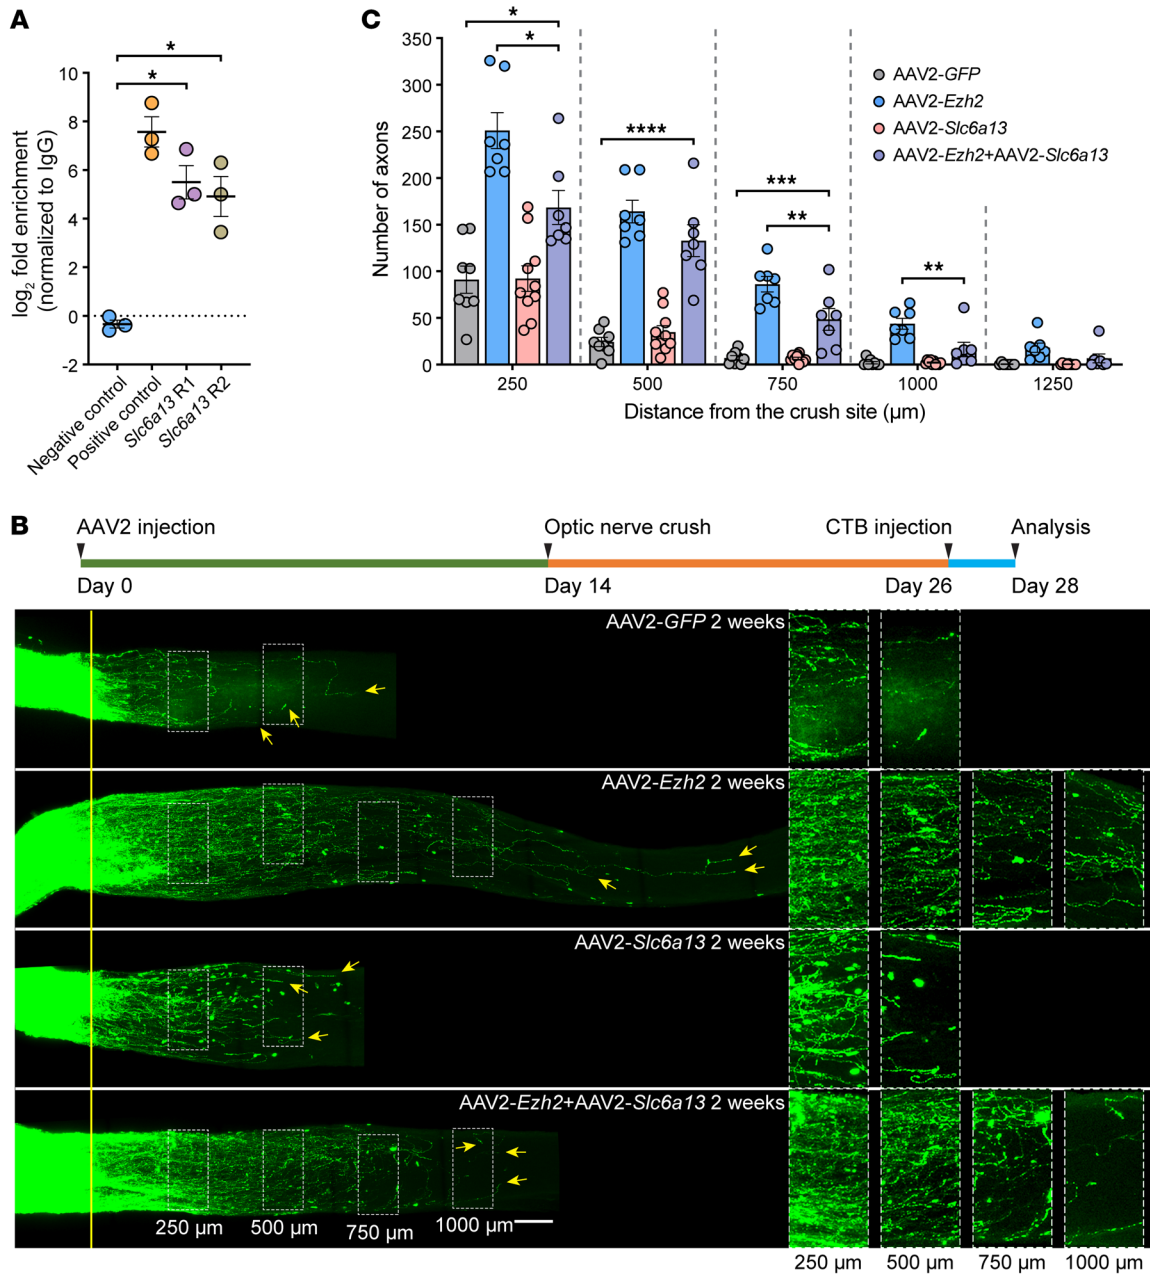 A
*
*
10
8
6
4
2
0
-2
log2 fold enrichment
(normalized to IgG)
Negative control
Positive control
Slc6a13 R1
Slc6a13 R2
C
*
*
****
***
**
**
350
300
250
200
150
100
50
0
Number of axons
250
500
750
1000
1250
Distance from the crush site (µm)
AAV2-GFP
AAV2-Ezh2
AAV2-Slc6a13
AAV2-Ezh2+AAV2-Slc6a13
B
AAV2 injection
Optic nerve crush
CTB injection
Analysis
Day 0
Day 14
Day 26
Day 28
AAV2-GFP 2 weeks
AAV2-Ezh2 2 weeks
AAV2-Slc6a13 2 weeks
AAV2-Ezh2+AAV2-Slc6a13 2 weeks
250 µm
500 µm
750 µm
1000 µm
250 µm
500 µm
750 µm
1000 µm